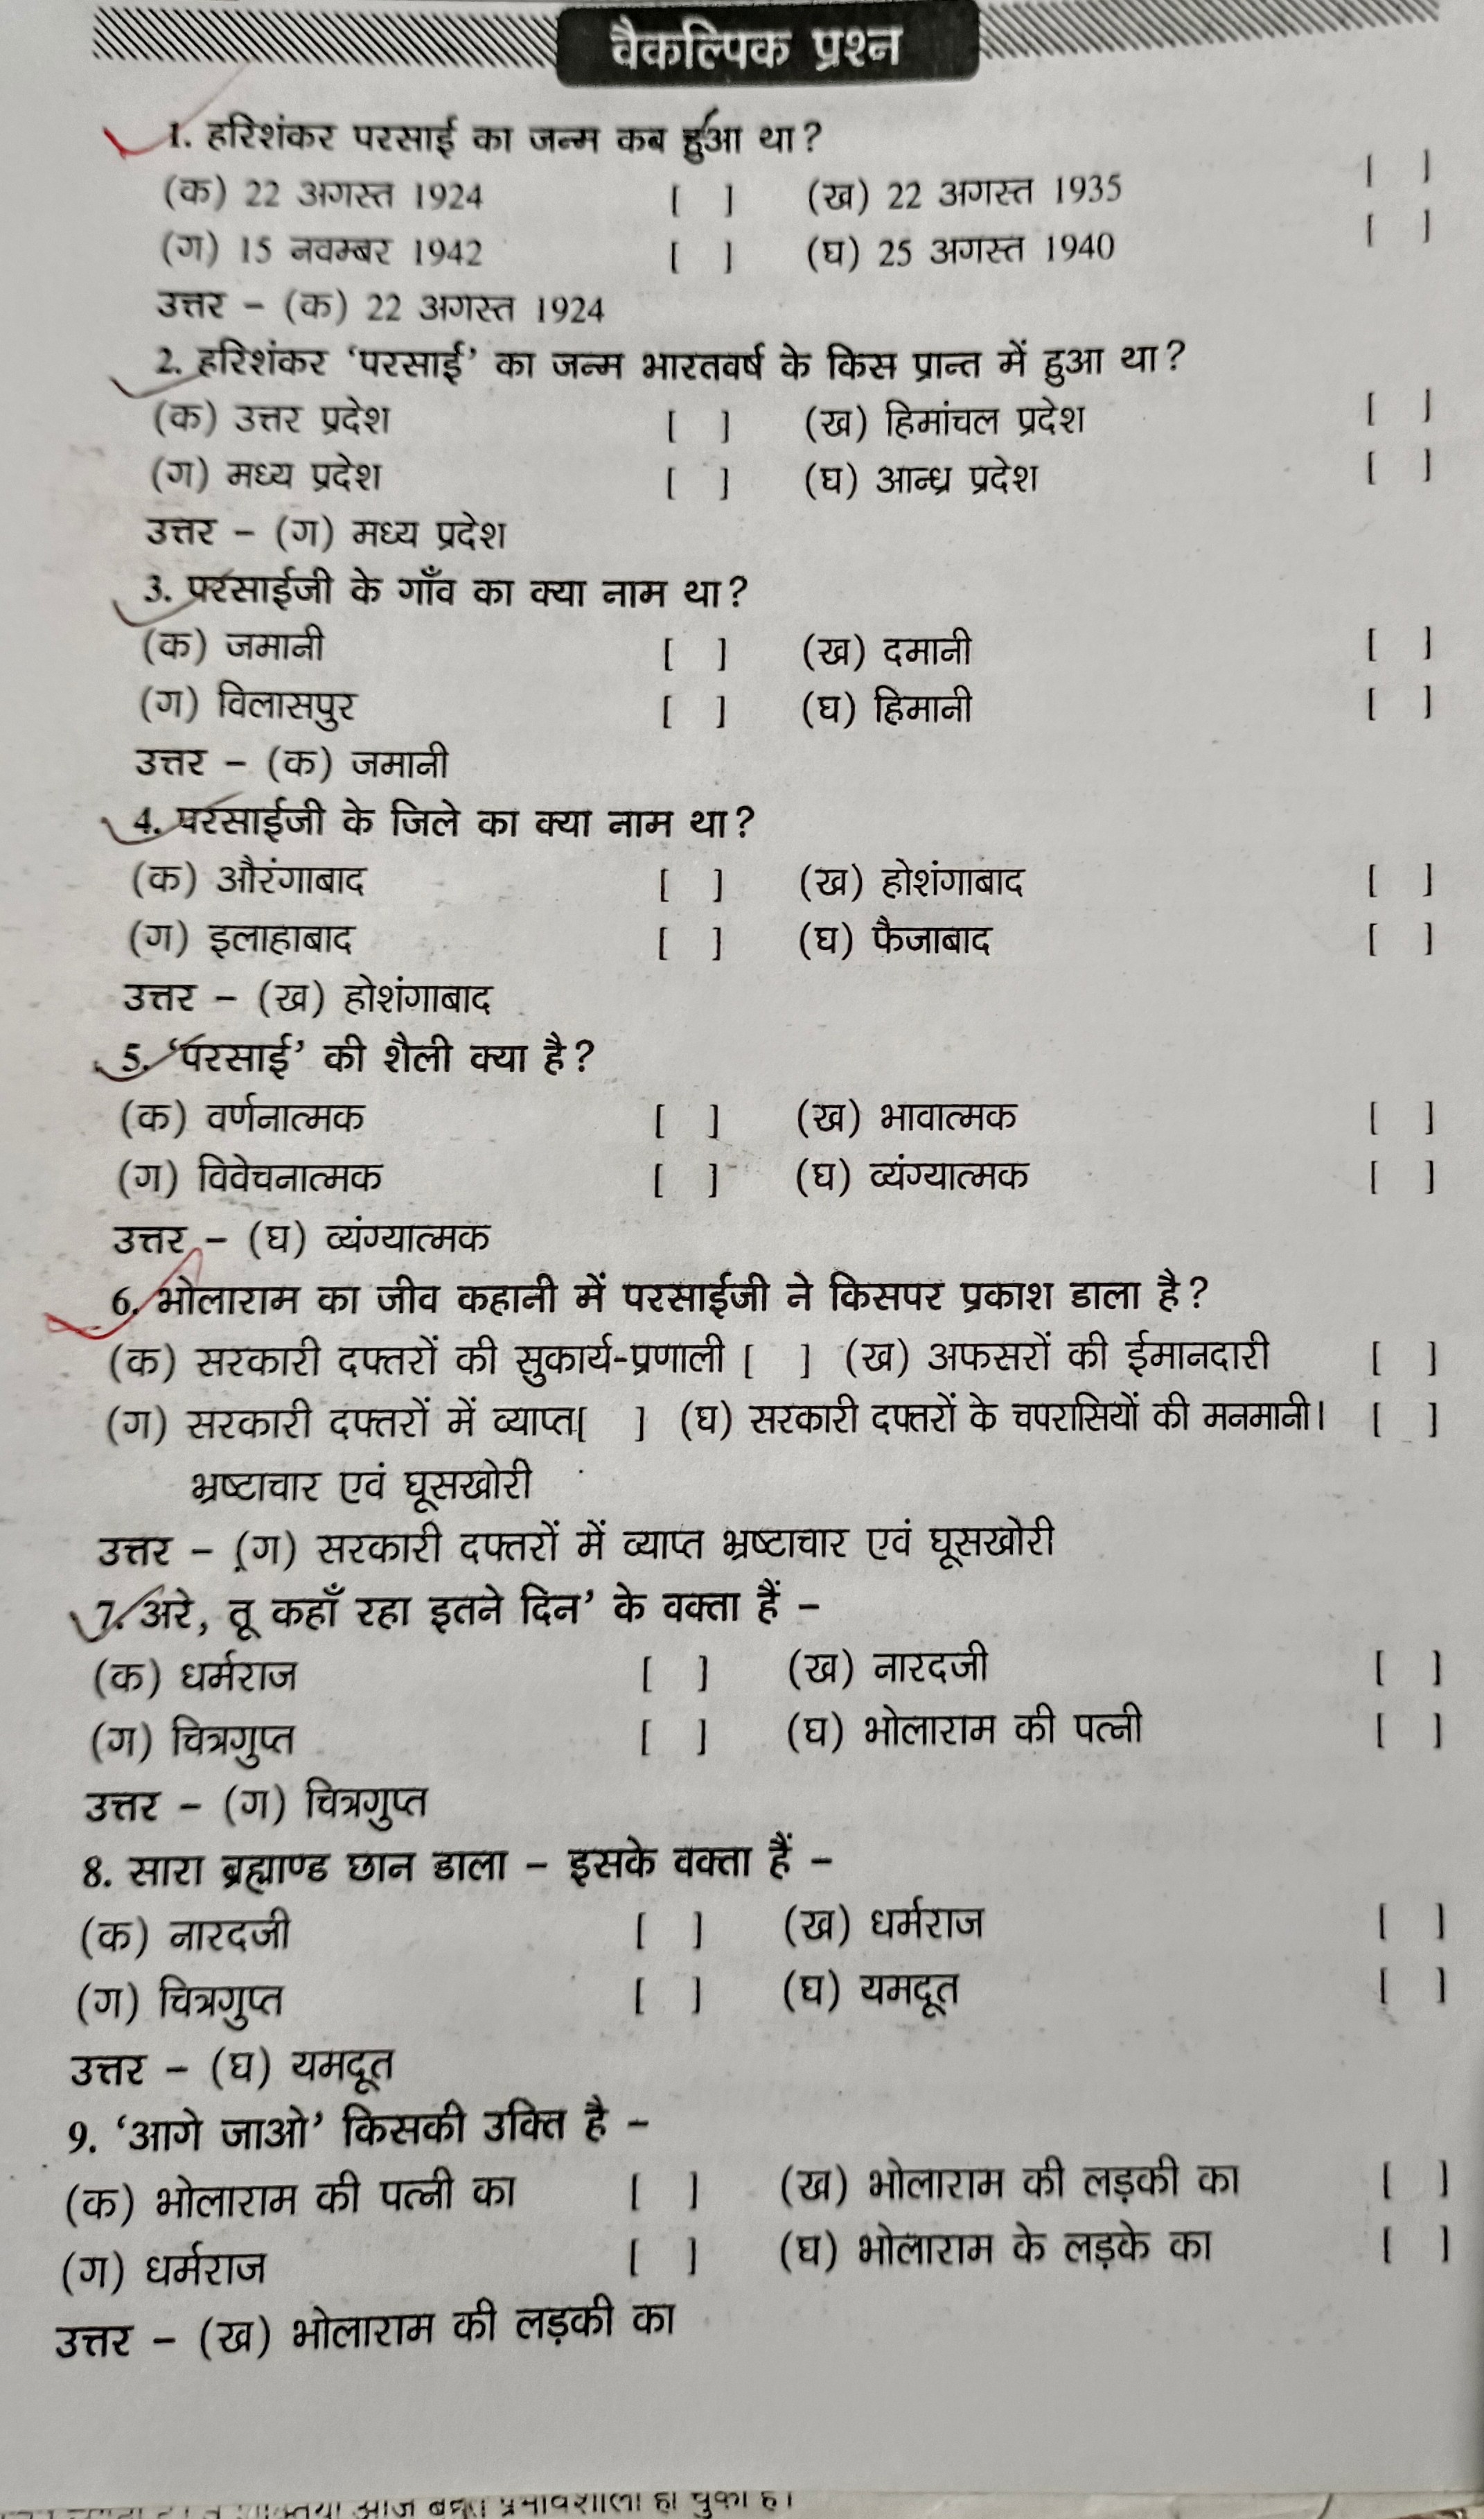 वैकल्पिक प्रश्न
1. हरिशंकर परसाई का जन्म कब हुआ था?
(क) 22 अगस्त 1924 [ ] (ख) 22 अगस्त 1935 [ ]
(ग) 15 नवम्बर 1942 [ ] (घ) 25 अगस्त 1940 [ ]
उत्तर - (क) 22 अगस्त 1924
2. हरिशंकर ‘परसाई’ का जन्म भारतवर्ष के किस प्रान्त में हुआ था?
(क) उत्तर प्रदेश [ ] (ख) हिमांचल प्रदेश [ ]
(ग) मध्य प्रदेश [ ] (घ) आन्ध्र प्रदेश [ ]
उत्तर - (ग) मध्य प्रदेश
3. परसाईजी के गाँव का क्या नाम था?
(क) जमानी [ ] (ख) दमानी [ ]
(ग) विलासपुर [ ] (घ) हिमानी [ ]
उत्तर - (क) जमानी
4. परसाईजी के जिले का क्या नाम था?
(क) औरंगाबाद [ ] (ख) होशंगाबाद [ ]
(ग) इलाहाबाद [ ] (घ) फैजाबाद [ ]
उत्तर - (ख) होशंगाबाद
5. ‘परसाई’ की शैली क्या है?
(क) वर्णनात्मक [ ] (ख) भावात्मक [ ]
(ग) विवेचनात्मक [ ] (घ) व्यंग्यात्मक [ ]
उत्तर - (घ) व्यंग्यात्मक
6. भोलाराम का जीव कहानी में परसाईजी ने किसपर प्रकाश डाला है?
(क) सरकारी दफ्तरों की सुकार्य-प्रणाली [ ] (ख) अफसरों की ईमानदारी [ ]
(ग) सरकारी दफ्तरों में व्याप्त[ ] (घ) सरकारी दफ्तरों के चपरासियों की मनमानी। [ ]
भ्रष्टाचार एवं घूसखोरी
उत्तर - (ग) सरकारी दफ्तरों में व्याप्त भ्रष्टाचार एवं घूसखोरी
7. अरे, तू कहाँ रहा इतने दिन’ के वक्ता हैं -
(क) धर्मराज [ ] (ख) नारदजी [ ]
(ग) चित्रगुप्त [ ] (घ) भोलाराम की पत्नी [ ]
उत्तर - (ग) चित्रगुप्त
8. सारा ब्रह्माण्ड छान डाला - इसके वक्ता हैं -
(क) नारदजी [ ] (ख) धर्मराज [ ]
(ग) चित्रगुप्त [ ] (घ) यमदूत [ ]
उत्तर - (घ) यमदूत
9. ‘आगे जाओ’ किसकी उक्ति है -
(क) भोलाराम की पत्नी का [ ] (ख) भोलाराम की लड़की का [ ]
(ग) धर्मराज [ ] (घ) भोलाराम के लड़के का [ ]
उत्तर - (ख) भोलाराम की लड़की का
आज बहुत प्रभावशाली हो चुकी है।